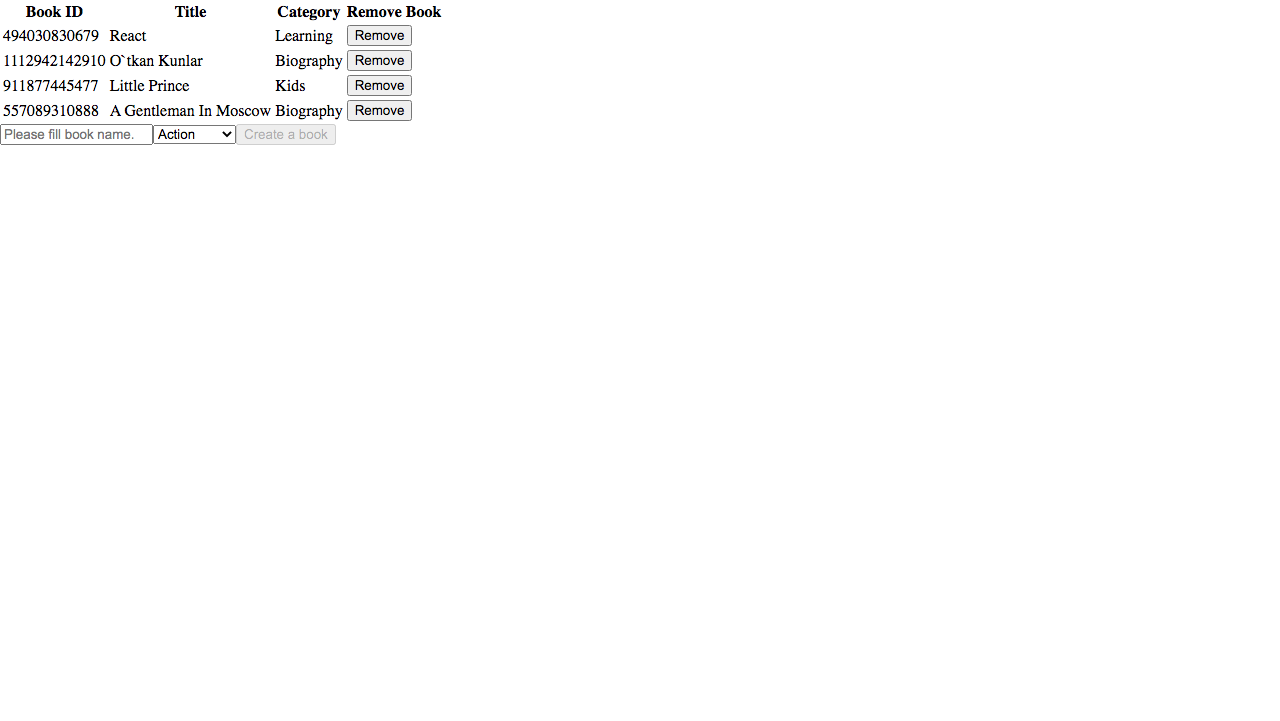 Book ID Title Category Remove Book
494030830679 React Learning Remove
1112942142910 O`tkan Kunlar Biography Remove
911877445477 Little Prince Kids Remove
557089310888 A Gentleman In Moscow Biography Remove
Please fill book name. Action Create a book